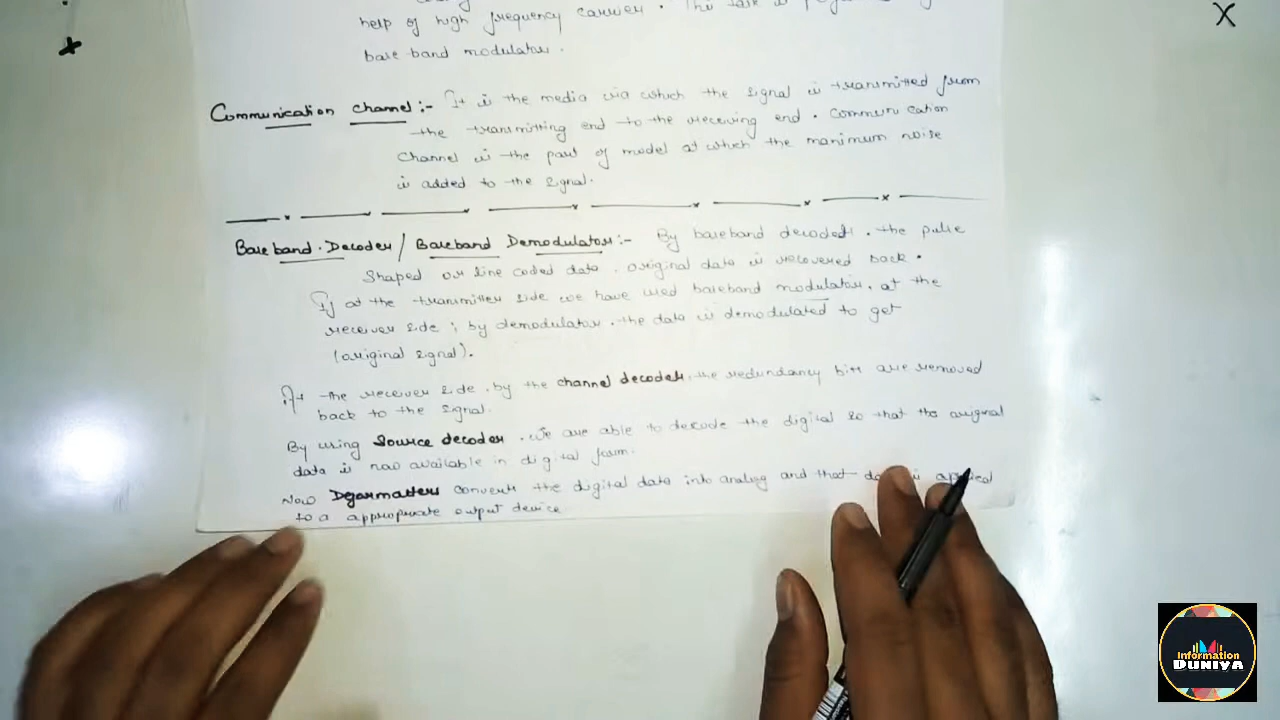 help of high frequency carrier. This task is
base band modulator.
Communication channel:- It is the media via which the signal is transmitted from
the transmitting end to the receiving end. Communication
channel is the part of model at which the maximum noise
is added to the signal.
Baseband Decoder / Baseband Demodulator:- By baseband decoder, the pulse
shaped or line coded data, original data is recovered back.
If at the transmitter side we have used baseband modulator, at the
receiver side ; by demodulator, the data is demodulated to get
(original signal).
At the receiver side, by the channel decoder, the redundancy bits are removed
back to the signal.
By using Source decoder, we are able to decode the digital so that the original
data is now available in digital form.
Now Deformatters converts the digital data into analog and that is applied
to a appropriate output device
X
Information
DUNIYA